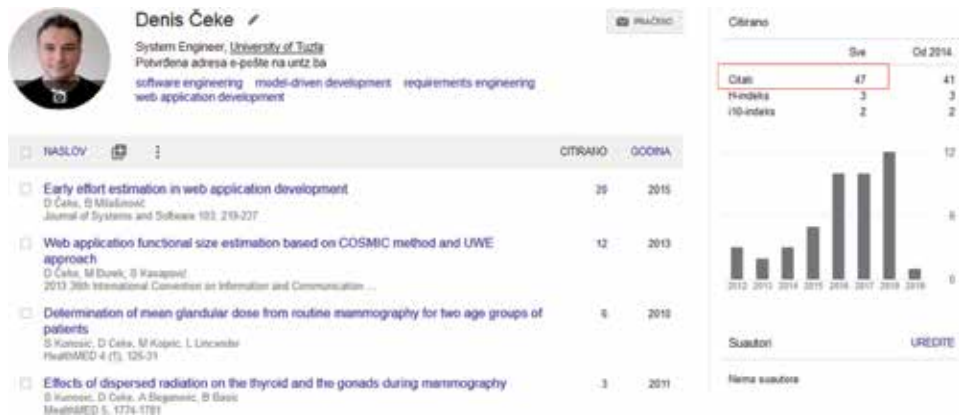 Denis Čeke
PRAĆENO
System Engineer, University of Tuzla
Potvrđena adresa e-pošte na untz.ba
software engineering model-driven development requirements engineering
web application development
NASLOV CITIRANO GODINA
Early effort estimation in web application development 20 2015
D Čeke, B Milašinović
Journal of Systems and Software 103, 219-237
Web application functional size estimation based on COSMIC method and UWE 12 2013
approach
D Čeke, M Durek, S Kasapović
2013 36th International Convention on Information and Communication ...
Determination of mean glandular dose from routine mammography for two age groups of 6 2010
patients
S Kunosic, D Ceke, M Kopric, L Lincender
HealthMED 4 (1), 125-31
Effects of dispersed radiation on the thyroid and the gonads during mammography 3 2011
S Kunosic, D Ceke, A Beganovic, B Basic
HealthMED 5, 1774-1781
Citirano
Sve Od 2014
Citati 47 41
H-indeks 3 3
i10-indeks 2 2
12
6
0
2012 2013 2014 2015 2016 2017 2018 2019
Suautori UREDITE
Nema suautora